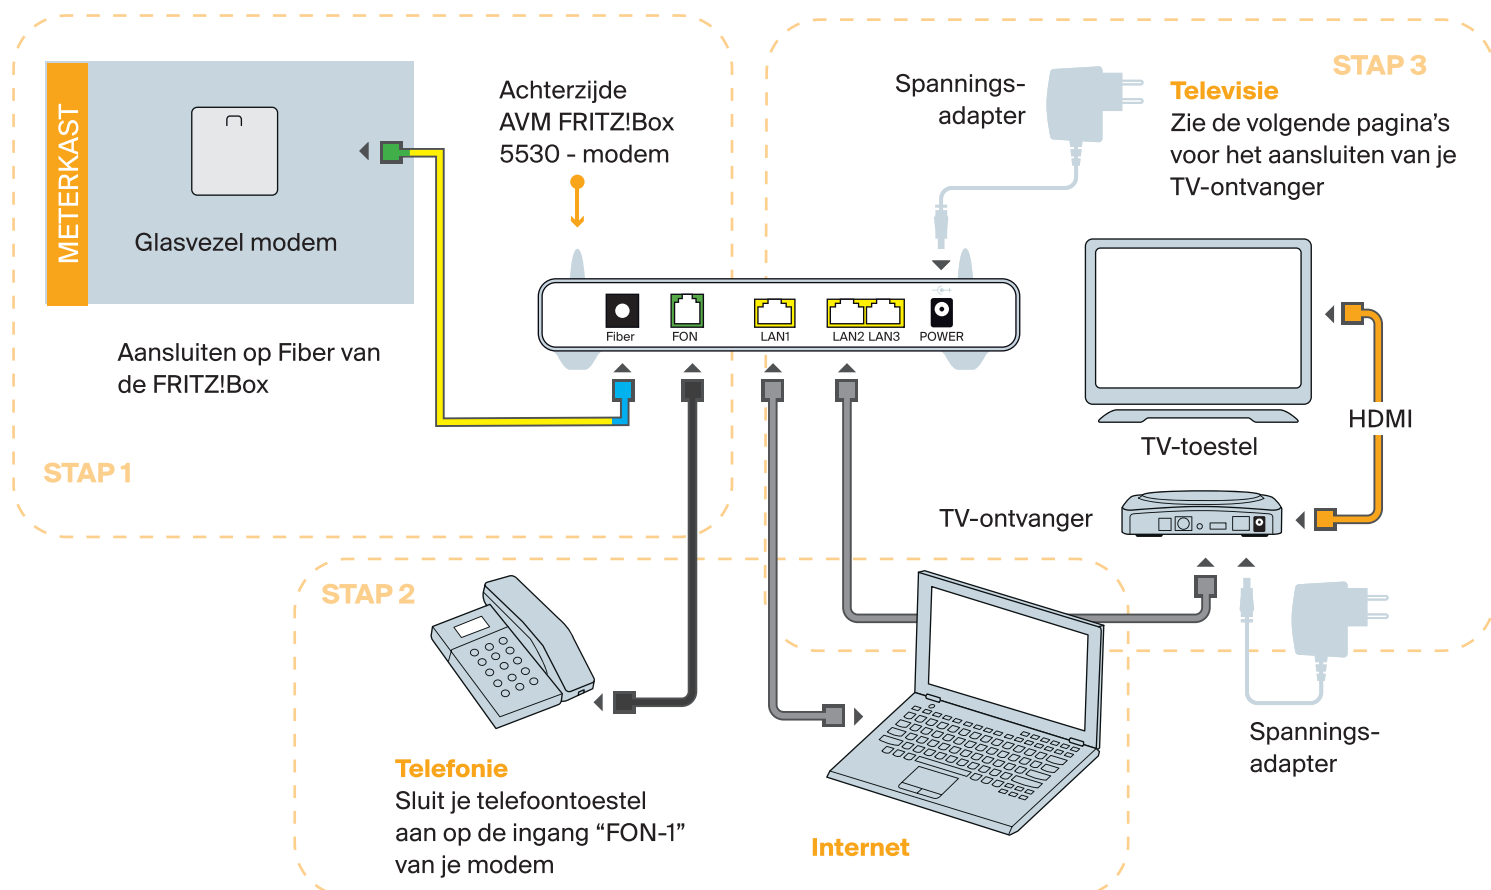 METERKAST
Glasvezel modem
Aansluiten op Fiber van
de FRITZ!Box
STAP 1
Achterzijde
AVM FRITZ!Box
5530 - modem
Fiber
FON
LAN1
LAN2 LAN3
POWER
STAP 2
Telefonie
Sluit je telefoontoestel
aan op de ingang “FON-1”
van je modem
Internet
STAP 3
Spannings-
adapter
Televisie
Zie de volgende pagina’s
voor het aansluiten van je
TV-ontvanger
HDMI
TV-toestel
TV-ontvanger
Spannings-
adapter